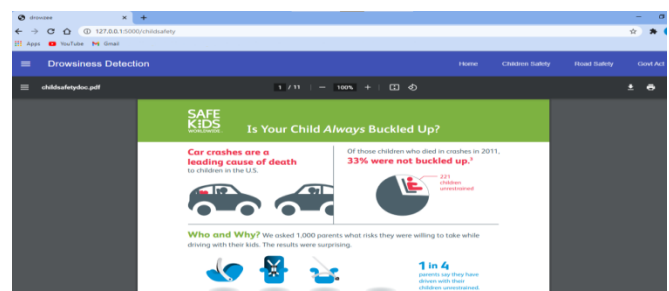 drowzee
127.0.0.1:5000/childsafety
Apps YouTube Gmail
Drowsiness Detection Home Children Safety Road Safety Govt Act
childsafetydoc.pdf 1 / 11 100%
SAFE
KIDS
WORLDWIDE
Is Your Child Always Buckled Up?
Car crashes are a
leading cause of death
to children in the U.S.
Of those children who died in crashes in 2011,
33% were not buckled up.³
221
children
unrestrained
Who and Why? We asked 1,000 parents what risks they were willing to take while
driving with their kids. The results were surprising.
1 in 4
parents say they have
driven with their
children unrestrained.